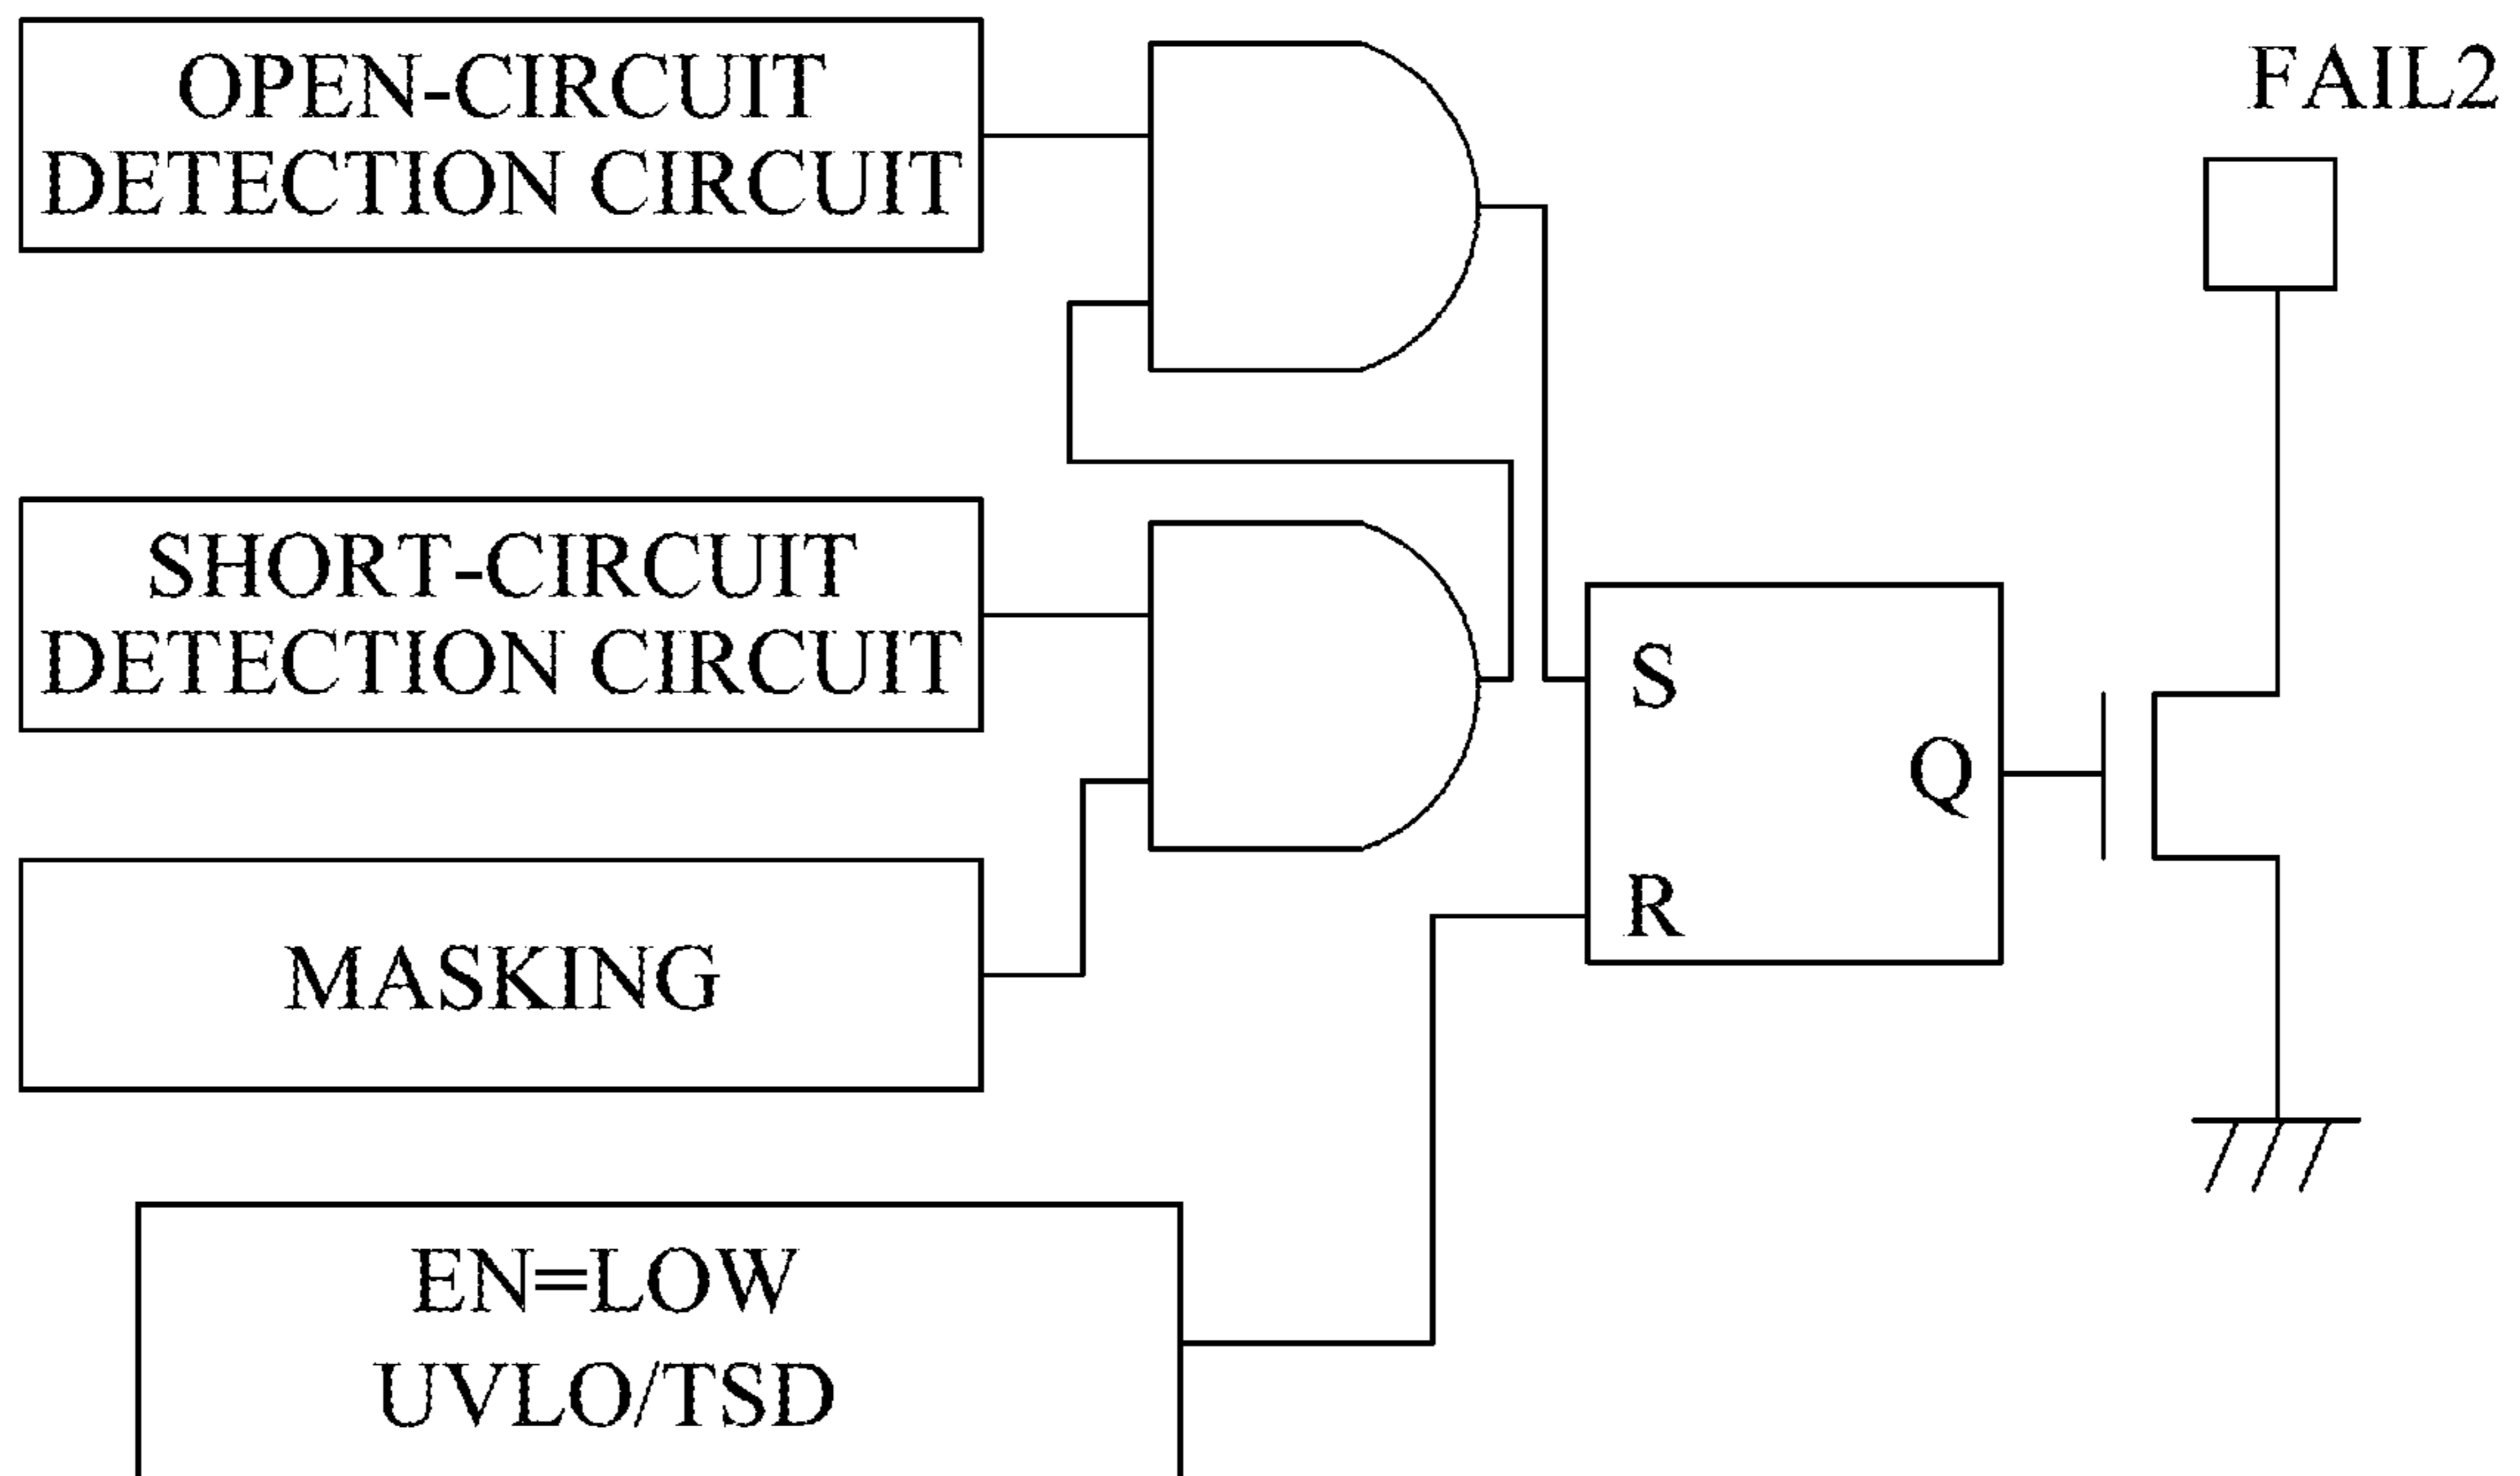 OPEN-CIRCUIT
DETECTION CIRCUIT
FAIL2
SHORT-CIRCUIT
DETECTION CIRCUIT
S
Q
R
MASKING
EN=LOW
UVLO/TSD